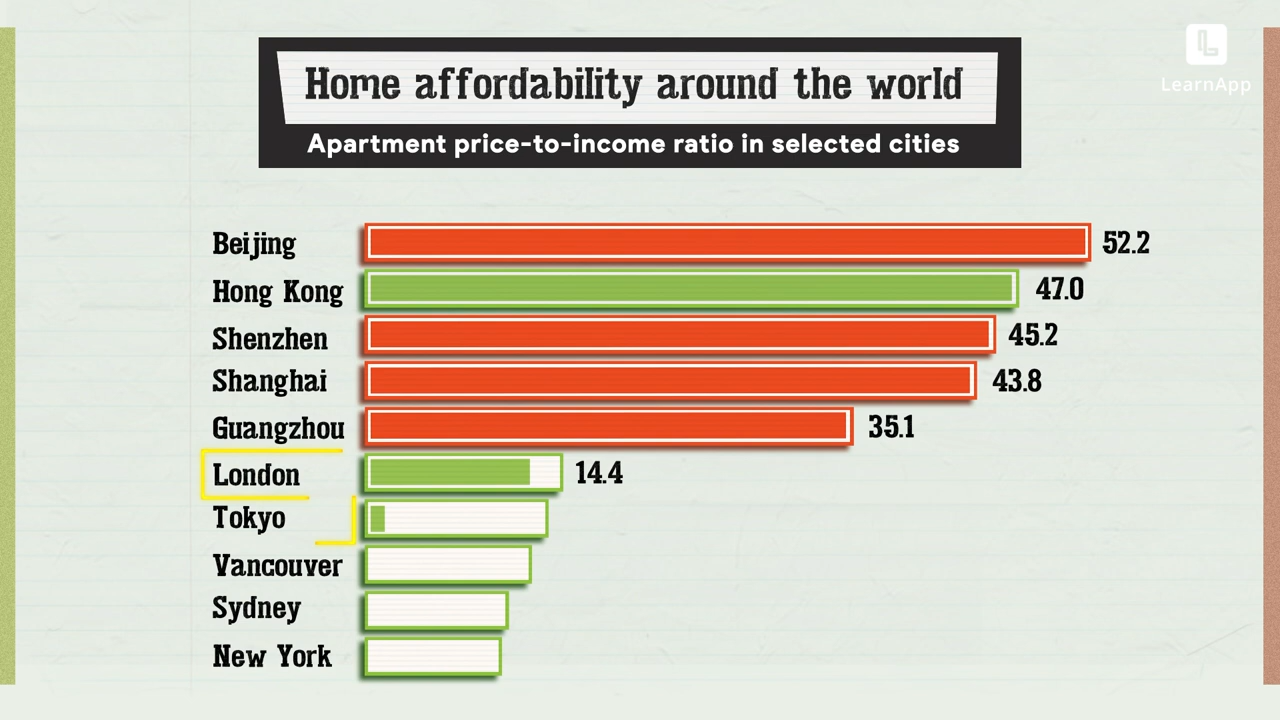 LearnApp
Home affordability around the world
Apartment price-to-income ratio in selected cities
Beijing 52.2
Hong Kong 47.0
Shenzhen 45.2
Shanghai 43.8
Guangzhou 35.1
London 14.4
Tokyo
Vancouver
Sydney
New York